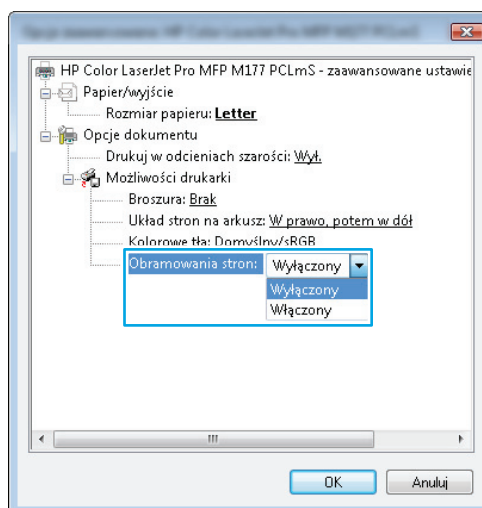 HP Color LaserJet Pro MFP M177 PCLmS - zaawansowane ustawie
Papier/wyjście
Rozmiar papieru: Letter
Opcje dokumentu
Drukuj w odcieniach szarości: Wył.
Możliwości drukarki
Broszura: Brak
Układ stron na arkusz: W prawo, potem w dół
Kolorowe tła: Domyślny/sRGB
Obramowania stron: Wyłączony
Wyłączony
Włączony
OK Anuluj